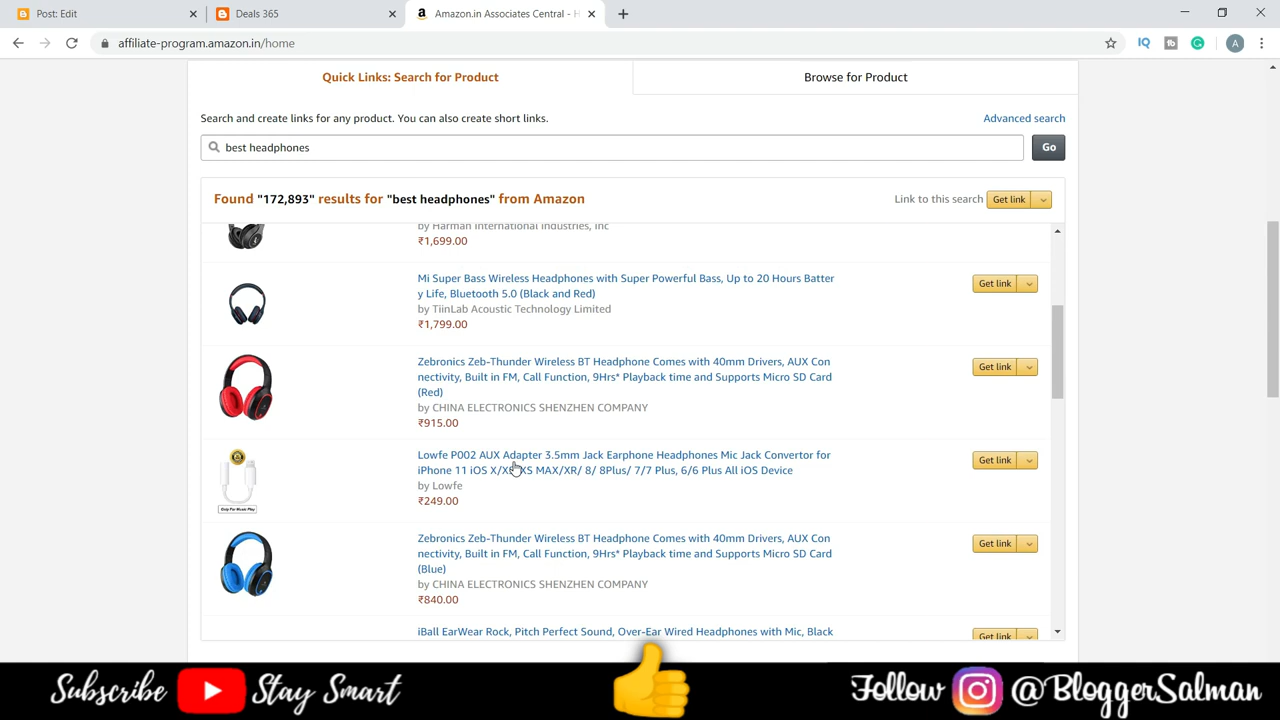 Post: Edit
Deals 365
Amazon.in Associates Central - H
affiliate-program.amazon.in/home
Quick Links: Search for Product
Browse for Product
Search and create links for any product. You can also create short links.
Advanced search
best headphones
Go
Found "172,893" results for "best headphones" from Amazon
Link to this search
Get link
by Harman International Industries, Inc
₹1,699.00
Mi Super Bass Wireless Headphones with Super Powerful Bass, Up to 20 Hours Batter
y Life, Bluetooth 5.0 (Black and Red)
by TiinLab Acoustic Technology Limited
₹1,799.00
Get link
Zebronics Zeb-Thunder Wireless BT Headphone Comes with 40mm Drivers, AUX Con
nectivity, Built in FM, Call Function, 9Hrs* Playback time and Supports Micro SD Card
(Red)
by CHINA ELECTRONICS SHENZHEN COMPANY
₹915.00
Get link
Lowfe P002 AUX Adapter 3.5mm Jack Earphone Headphones Mic Jack Convertor for
iPhone 11 iOS X/XS/XS MAX/XR/ 8/ 8Plus/ 7/7 Plus, 6/6 Plus All iOS Device
by Lowfe
₹249.00
Get link
Only For Music Play
Zebronics Zeb-Thunder Wireless BT Headphone Comes with 40mm Drivers, AUX Con
nectivity, Built in FM, Call Function, 9Hrs* Playback time and Supports Micro SD Card
(Blue)
by CHINA ELECTRONICS SHENZHEN COMPANY
₹840.00
Get link
iBall EarWear Rock, Pitch Perfect Sound, Over-Ear Wired Headphones with Mic, Black
Get link
Subscribe Stay Smart
Follow @BloggerSalman